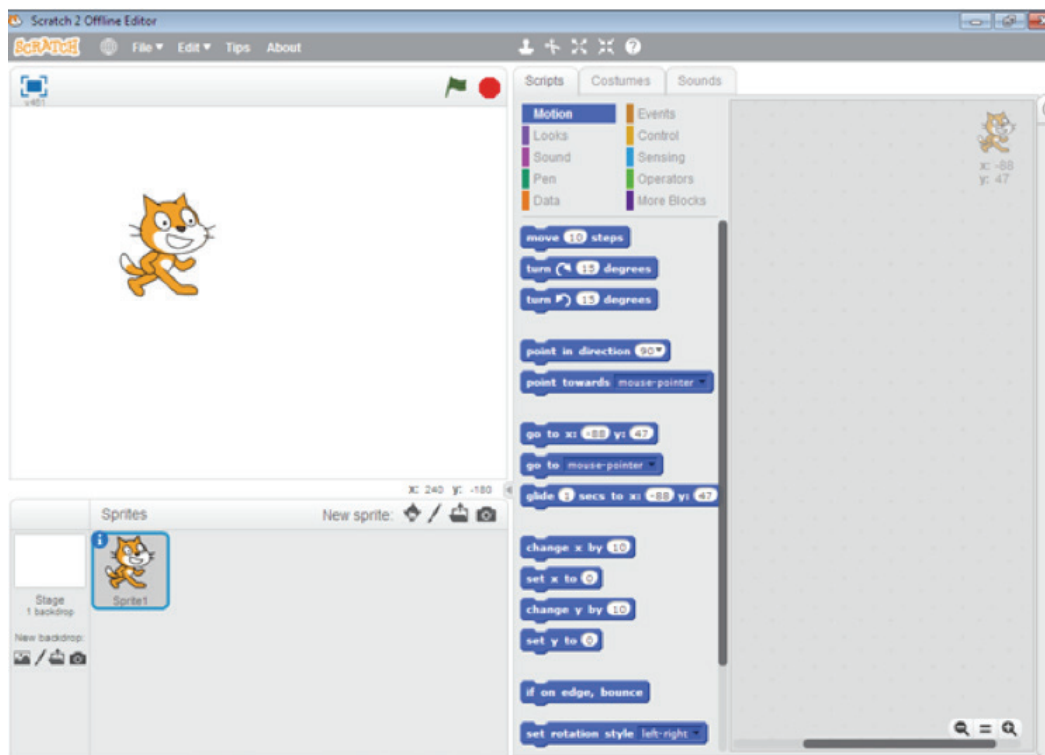 Scratch 2 Offline Editor
SCRATCH File Edit Tips About
v461
Scripts Costumes Sounds
Motion Events
Looks Control
Sound Sensing
Pen Operators
Data More Blocks
x: -88
y: 47
move 10 steps
turn 15 degrees
turn 15 degrees
point in direction 90
point towards mouse-pointer
go to x: -88 y: 47
go to mouse-pointer
glide 1 secs to x: -88 y: 47
change x by 10
set x to 0
change y by 10
set y to 0
if on edge, bounce
set rotation style left-right
X: 240 y: -180
Sprites New sprite:
Stage
1 backdrop
Sprite1
New backdrop: